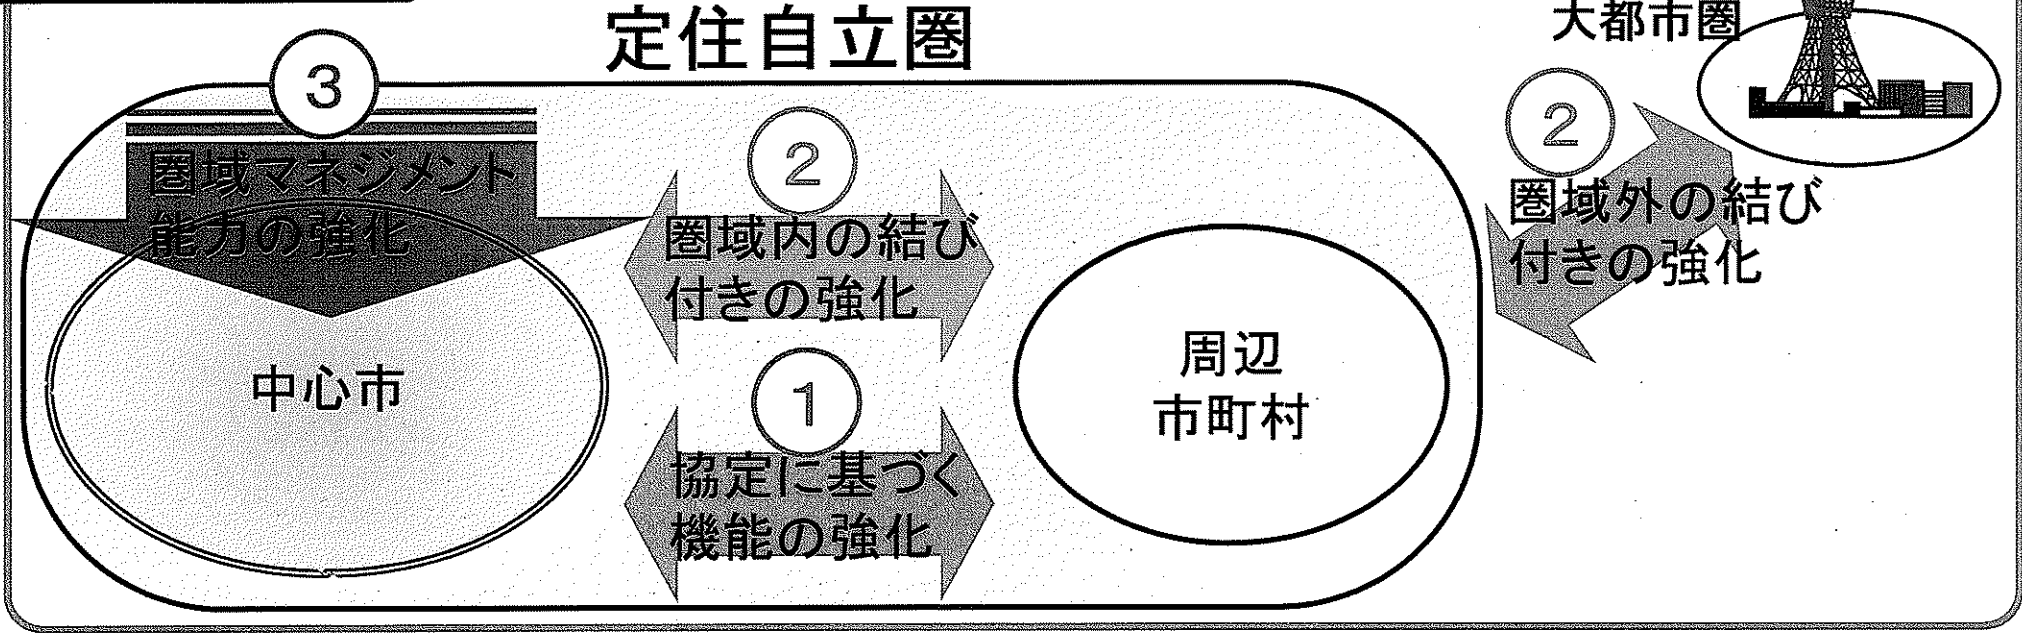 定住自立圏
大都市圏
③
圏域マネジメント
能力の強化
②
圏域内の結び
付きの強化
②
圏域外の結び
付きの強化
中心市
①
協定に基づく
機能の強化
周辺
市町村